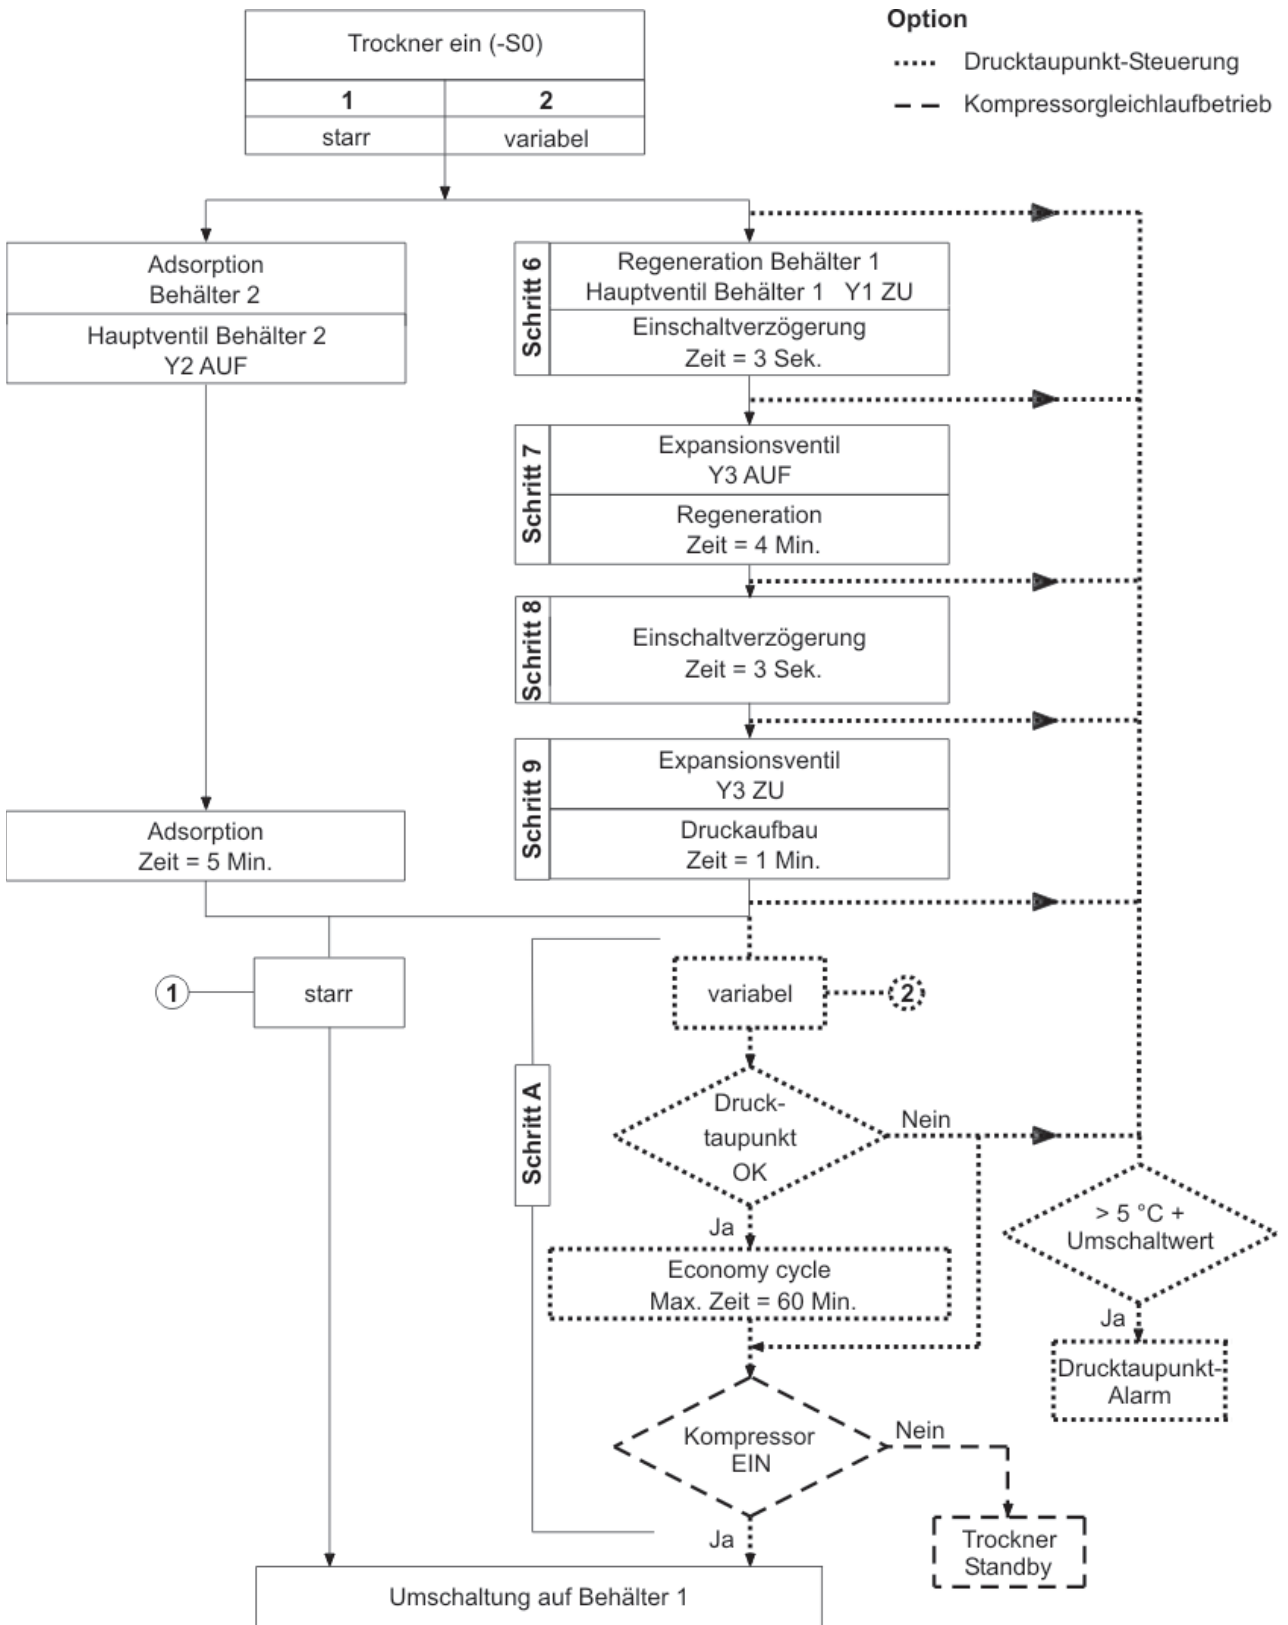 Trockner ein (-S0)
1
2
starr
variabel
Option
Drucktaupunkt-Steuerung
Kompressorgleichlaufbetrieb
Adsorption
Behälter 2
Hauptventil Behälter 2
Y2 AUF
Schritt 6
Regeneration Behälter 1
Hauptventil Behälter 1 Y1 ZU
Einschaltverzögerung
Zeit = 3 Sek.
Schritt 7
Expansionsventil
Y3 AUF
Regeneration
Zeit = 4 Min.
Schritt 8
Einschaltverzögerung
Zeit = 3 Sek.
Schritt 9
Expansionsventil
Y3 ZU
Druckaufbau
Zeit = 1 Min.
Adsorption
Zeit = 5 Min.
1
starr
variabel
2
Schritt A
Druck-
taupunkt
OK
Nein
Ja
> 5 °C +
Umschaltwert
Ja
Drucktaupunkt-
Alarm
Economy cycle
Max. Zeit = 60 Min.
Kompressor
EIN
Nein
Ja
Trockner
Standby
Umschaltung auf Behälter 1